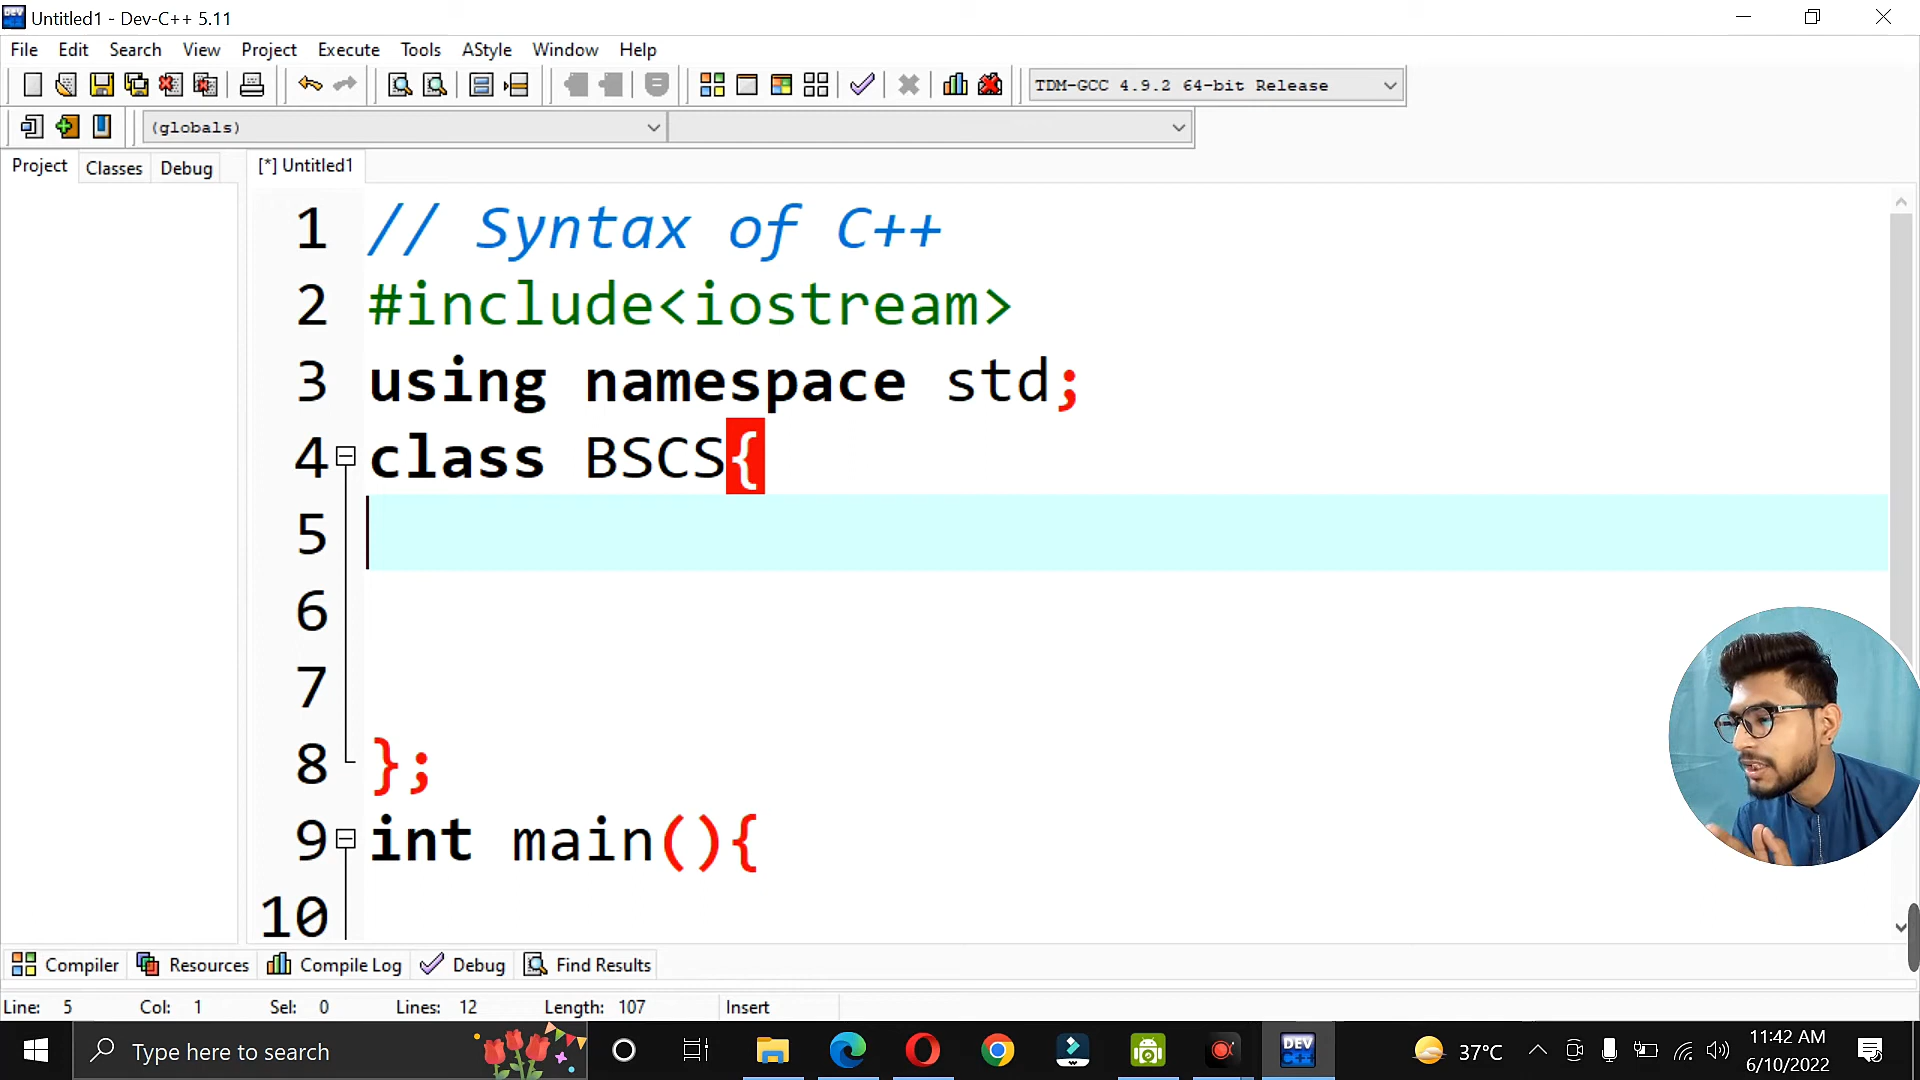 Untitled1 - Dev-C++ 5.11
File Edit Search View Project Execute Tools AStyle Window Help
TDM-GCC 4.9.2 64-bit Release
(globals)
Project Classes Debug [*] Untitled1
1 // Syntax of C++
2 #include<iostream>
3 using namespace std;
4 class BSCS{
5
6
7
8 };
9 int main(){
10
Compiler Resources Compile Log Debug Find Results
Line: 5 Col: 1 Sel: 0 Lines: 12 Length: 107 Insert
Type here to search
DEV C++
37°C
11:42 AM
6/10/2022